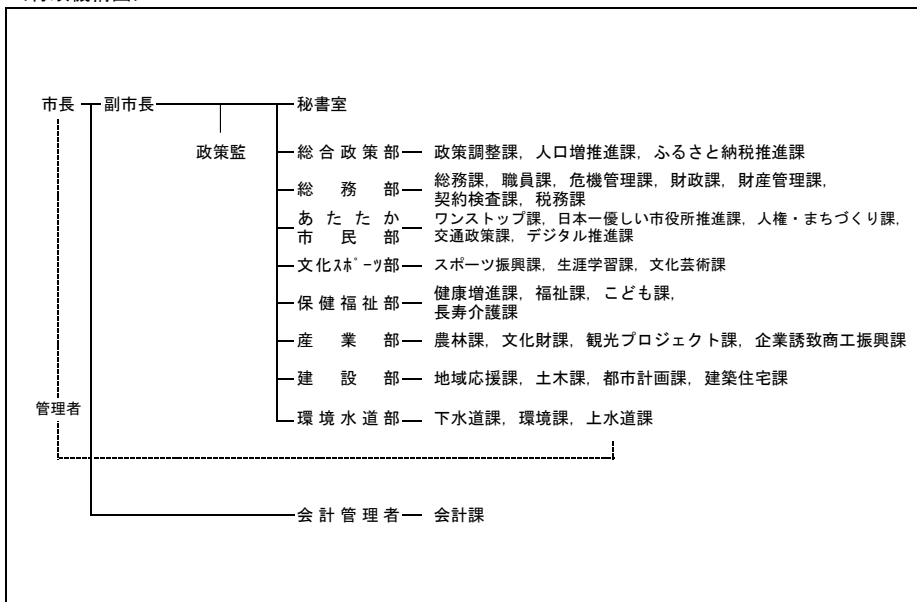 市長 副市長 秘書室
政策監
総合政策部 政策調整課，人口増推進課，ふるさと納税推進課
総務部 総務課，職員課，危機管理課，財政課，財産管理課，
契約検査課，税務課
あたたか ワンストップ課，日本一優しい市役所推進課，人権・まちづくり課，
市民部 交通政策課，デジタル推進課
文化スポーツ部 スポーツ振興課，生涯学習課，文化芸術課
保健福祉部 健康増進課，福祉課，こども課，
長寿介護課
産業部 農林課，文化財課，観光プロジェクト課，企業誘致商工振興課
建設部 地域応援課，土木課，都市計画課，建築住宅課
管理者
環境水道部 下水道課，環境課，上水道課
会計管理者 会計課